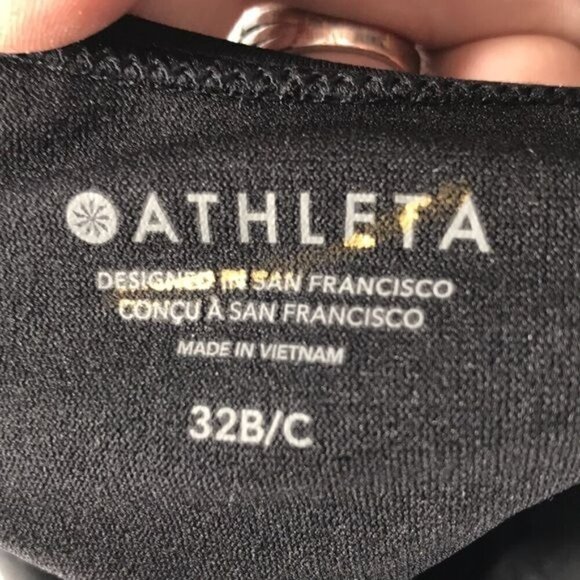 ATHLETA
DESIGNED IN SAN FRANCISCO
CONÇU À SAN FRANCISCO
MADE IN VIETNAM
32B/C